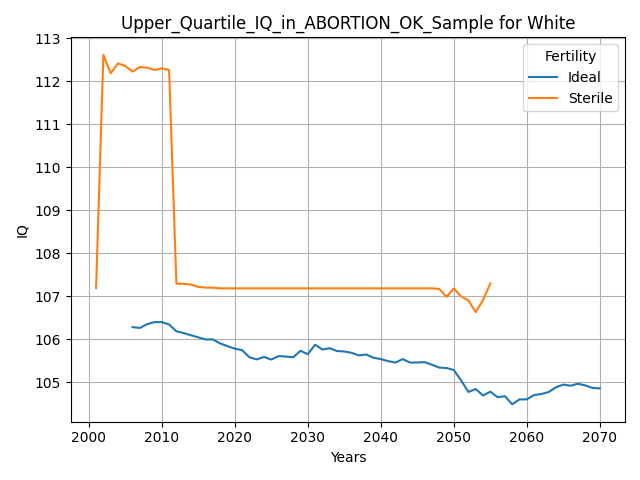 Upper_Quartile_IQ_in_ABORTION_OK_Sample for White
113
112
111
110
109
108
107
106
105
IQ
Fertility
Ideal
Sterile
2000 2010 2020 2030 2040 2050 2060 2070
Years